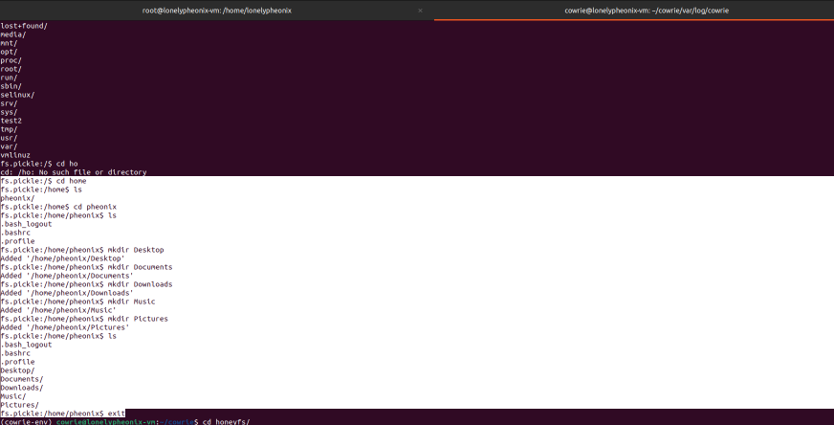 root@lonelypheonix-vm: /home/lonelypheonix
×
cowrie@lonelypheonix-vm: ~/cowrie/var/log/cowrie
lost+found/
media/
mnt/
opt/
proc/
root/
run/
sbin/
selinux/
srv/
sys/
test2
tmp/
usr/
var/
vmlinuz
fs.pickle:/$ cd ho
cd: /ho: No such file or directory
fs.pickle:/$ cd home
fs.pickle:/home$ ls
pheonix/
fs.pickle:/home$ cd pheonix
fs.pickle:/home/pheonix$ ls
.bash_logout
.bashrc
.profile
fs.pickle:/home/pheonix$ mkdir Desktop
Added '/home/pheonix/Desktop'
fs.pickle:/home/pheonix$ mkdir Documents
Added '/home/pheonix/Documents'
fs.pickle:/home/pheonix$ mkdir Downloads
Added '/home/pheonix/Downloads'
fs.pickle:/home/pheonix$ mkdir Music
Added '/home/pheonix/Music'
fs.pickle:/home/pheonix$ mkdir Pictures
Added '/home/pheonix/Pictures'
fs.pickle:/home/pheonix$ ls
.bash_logout
.bashrc
.profile
Desktop/
Documents/
Downloads/
Music/
Pictures/
fs.pickle:/home/pheonix$ exit
(cowrie-env) cowrie@lonelypheonix-vm:~/cowrie$ cd honeyfs/